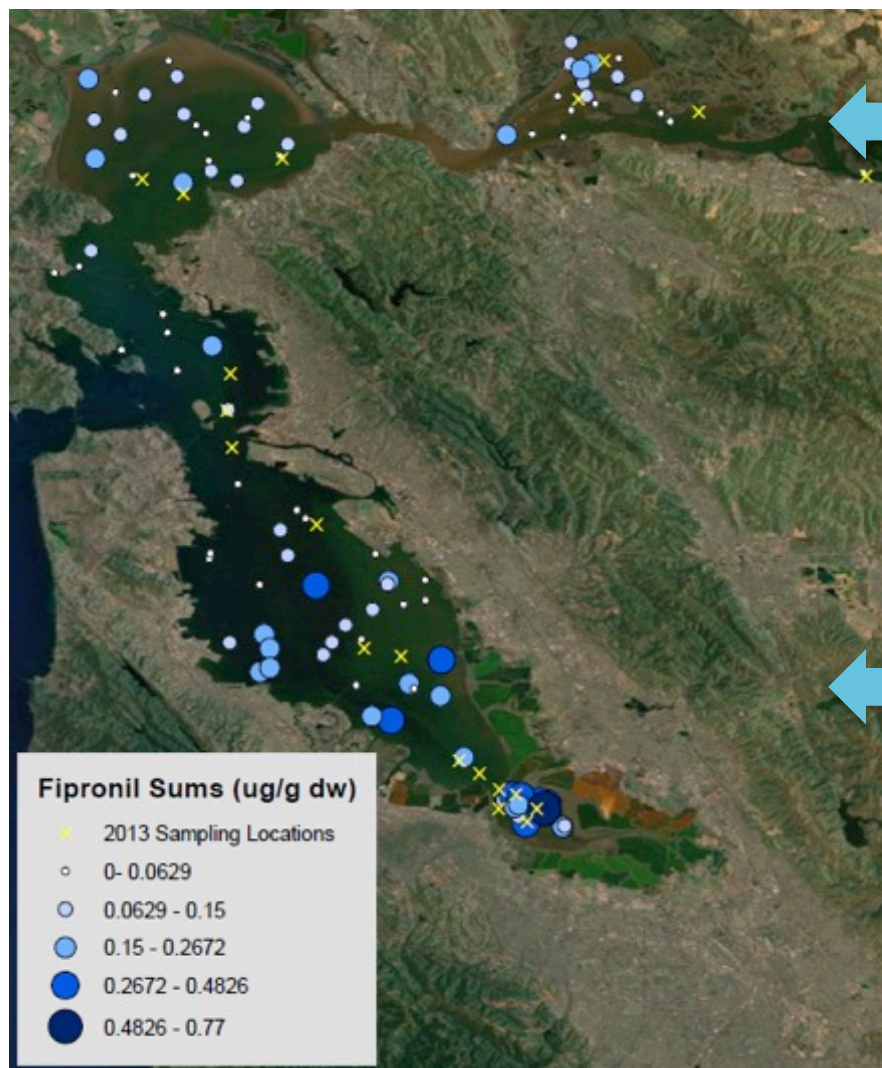 Fipronil Sums (ug/g dw)
2013 Sampling Locations
0- 0.0629
0.0629 - 0.15
0.15 - 0.2672
0.2672 - 0.4826
0.4826 - 0.77